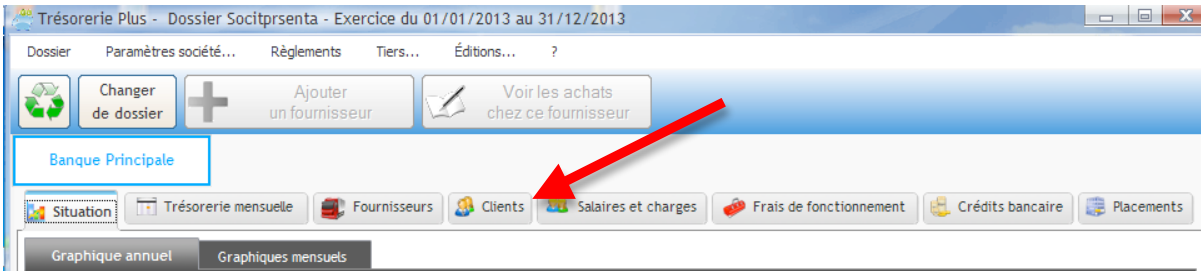 Trésorerie Plus - Dossier Socitprsenta - Exercice du 01/01/2013 au 31/12/2013
Dossier Paramètres société... Règlements Tiers... Éditions... ?
Changer
de dossier
Ajouter
un fournisseur
Voir les achats
chez ce fournisseur
Banque Principale
Situation Trésorerie mensuelle Fournisseurs Clients Salaires et charges Frais de fonctionnement Crédits bancaire Placements
Graphique annuel Graphiques mensuels